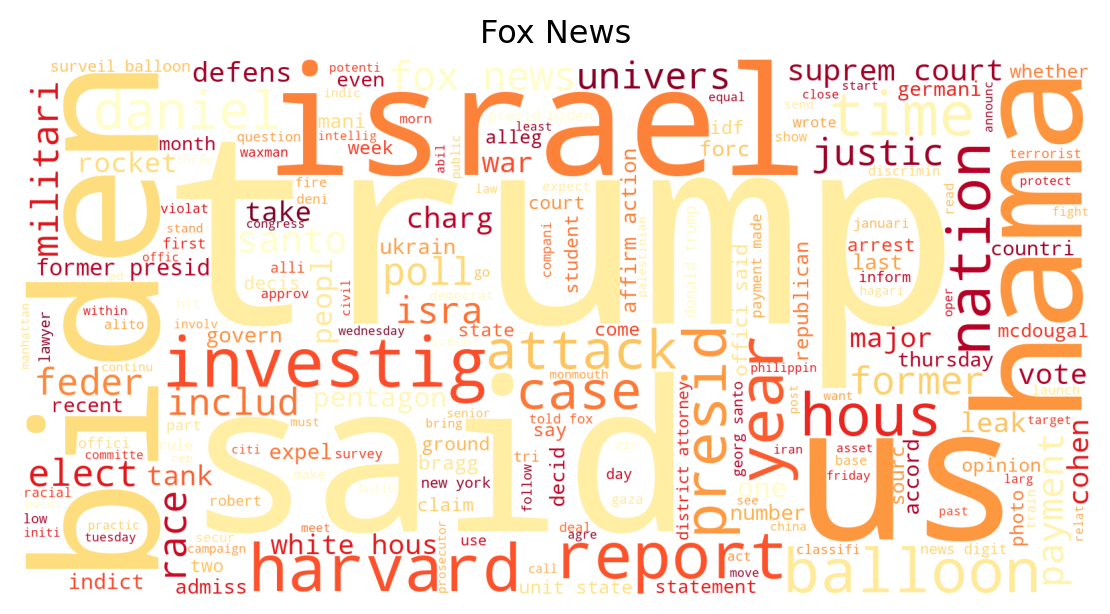 Fox News
surveil balloon
defens
potenti
even
indic
fox news
univers
suprem court
whether
start
close
germani
biden
daniel
israel
mani
morn
question
intellig
waxman
week
month
rocket
equal
least
alleg
idf
forc
war
send
wrote
show
time
announc
hama
terrorist
militari
trump
justic
discrimin
protect
fire
deni
law
expect
court
read
fight
violat
take
congress
charg
abil
public
nation
stand
first
offic
santo
ukrain
compani
student
affirm action
palestinian
donald trump
offici said
payment made
januari
arrest
last
inform
hagari
countri
former presid
decis
alli
approv
civil
peopl
poll
go
democrat
republican
oper
within
alito
involv
wednesday
isra
govern
state
come
major
mcdougal
manhattan
lawyer
continu
investig
attack
presid
year
philippin
thursday
feder
recent
includ
pentagon
monmouth
case
former
vote
launch
part
must
bring
senior
told fox
say
district attorney
georg santo
post
want
hous
leak
target
offici
committe
rule
rep
said
citi
expel
survey
ground
tri
iran
asset
base
friday
us
elect
tank
make
bragg
decid
day
air
gaza
one
sourc
accord
opinion
larg
cohen
racial
low
initi
race
robert
build
new york
claim
follow
number
see
china
photo
train
past
relat
practic
tuesday
secur
campaign
two
meet
white hous
use
deal
agre
report
act
move
balloon
classifi
news digit
payment
indict
admiss
harvard
prosecutor
call
unit state
statement